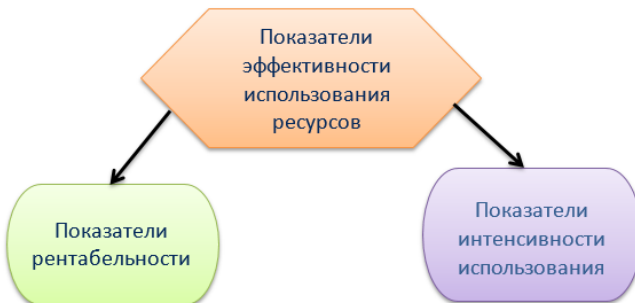 Показатели
эффективности
использования
ресурсов
Показатели
рентабельности
Показатели
интенсивности
использования